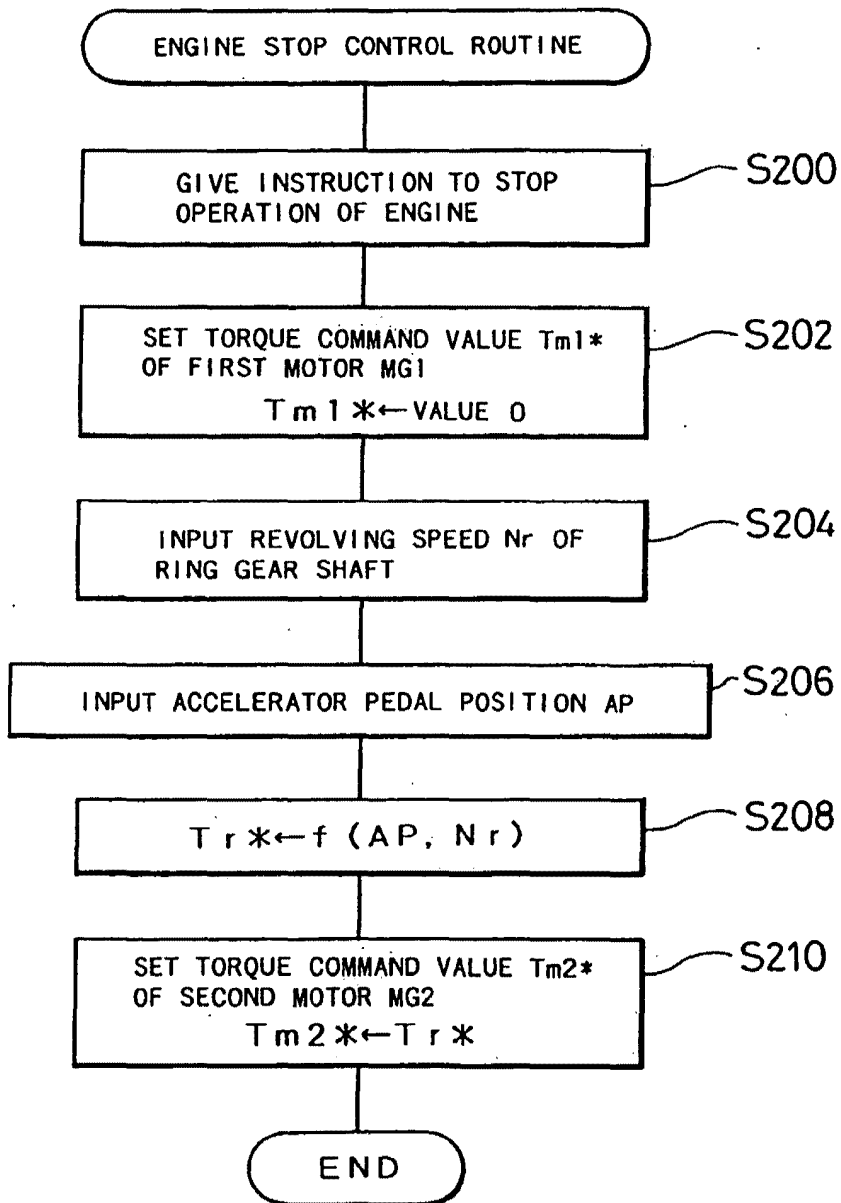 ENGINE STOP CONTROL ROUTINE
GIVE INSTRUCTION TO STOP
OPERATION OF ENGINE
S200
SET TORQUE COMMAND VALUE Tm1*
OF FIRST MOTOR MG1
Tm1*←VALUE 0
S202
INPUT REVOLVING SPEED Nr OF
RING GEAR SHAFT
S204
INPUT ACCELERATOR PEDAL POSITION AP
S206
Tr*←f (AP, Nr)
S208
SET TORQUE COMMAND VALUE Tm2*
OF SECOND MOTOR MG2
Tm2*←Tr*
S210
END